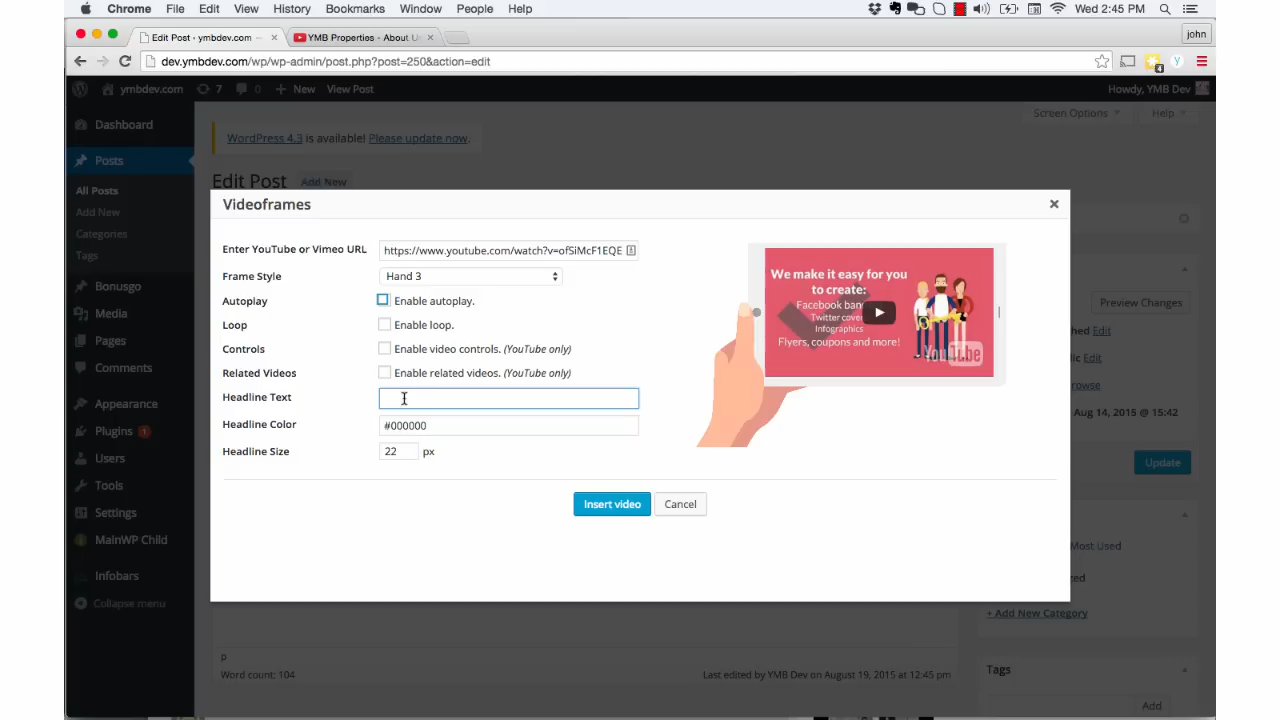 Chrome File Edit View History Bookmarks Window People Help Wed 2:45 PM
Edit Post · ymbdev.com — × YMB Properties - About U ×
john
dev.ymbdev.com/wp/wp-admin/post.php?post=250&action=edit
4
ymbdev.com 7 0 + New View Post Howdy, YMB Dev
Dashboard
Posts
All Posts
Add New
Categories
Tags
Bonusgo
Media
Pages
Comments
Appearance
Plugins 1
Users
Tools
Settings
MainWP Child
Infobars
Collapse menu
Screen Options Help
WordPress 4.3 is available! Please update now.
Edit Post Add New
Videoframes ×
Enter YouTube or Vimeo URL https://www.youtube.com/watch?v=ofSiMcF1EQE
Frame Style Hand 3
Autoplay Enable autoplay.
Loop Enable loop.
Controls Enable video controls. (YouTube only)
Related Videos Enable related videos. (YouTube only)
Headline Text
Headline Color #000000
Headline Size 22 px
We make it easy for you
to create:
Facebook ban
Twitter cove
Infographics
Flyers, coupons and more!
YouTube
Insert video Cancel
Preview Changes
hed Edit
lic Edit
rowse
Aug 14, 2015 @ 15:42
Update
Most Used
ed
+ Add New Category
Tags
Add
p
Word count: 104 Last edited by YMB Dev on August 19, 2015 at 12:45 pm